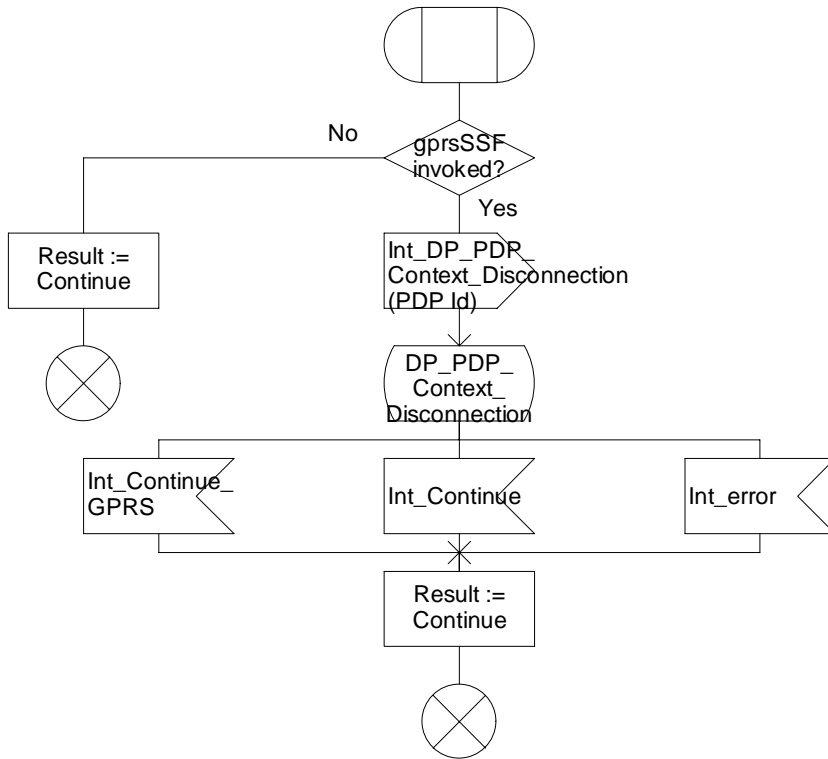 No
gprsSSF
invoked?
Yes
Result :=
Continue
Int_DP_PDP_
Context_Disconnection
(PDP Id)
DP_PDP_
Context_
Disconnection
Int_Continue_
GPRS
Int_Continue
Int_error
Result :=
Continue